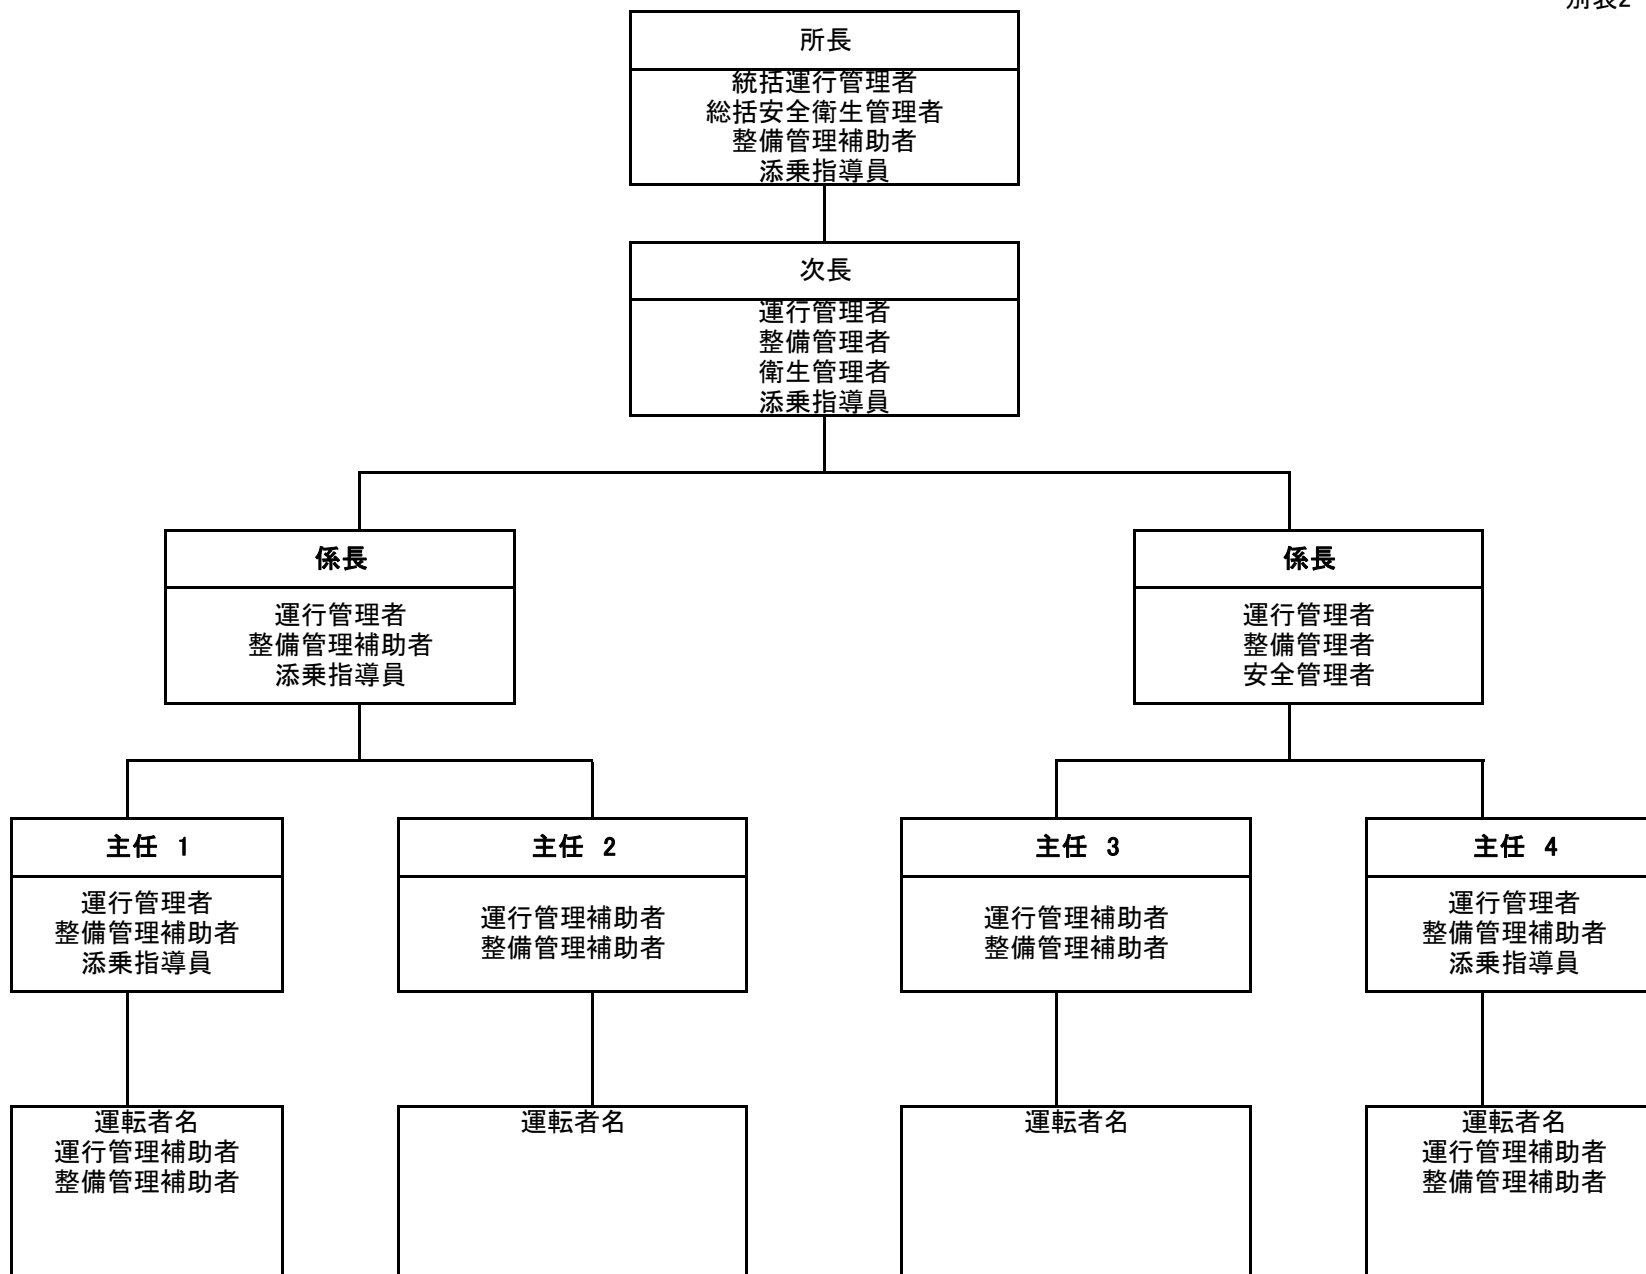 別表2
所長
統括運行管理者
総括安全衛生管理者
整備管理補助者
添乗指導員
次長
運行管理者
整備管理者
衛生管理者
添乗指導員
係長
運行管理者
整備管理補助者
添乗指導員
係長
運行管理者
整備管理者
安全管理者
主任 1
運行管理者
整備管理補助者
添乗指導員
主任 2
運行管理補助者
整備管理補助者
主任 3
運行管理補助者
整備管理補助者
主任 4
運行管理者
整備管理補助者
添乗指導員
運転者名
運行管理補助者
整備管理補助者
運転者名
運転者名
運転者名
運行管理補助者
整備管理補助者